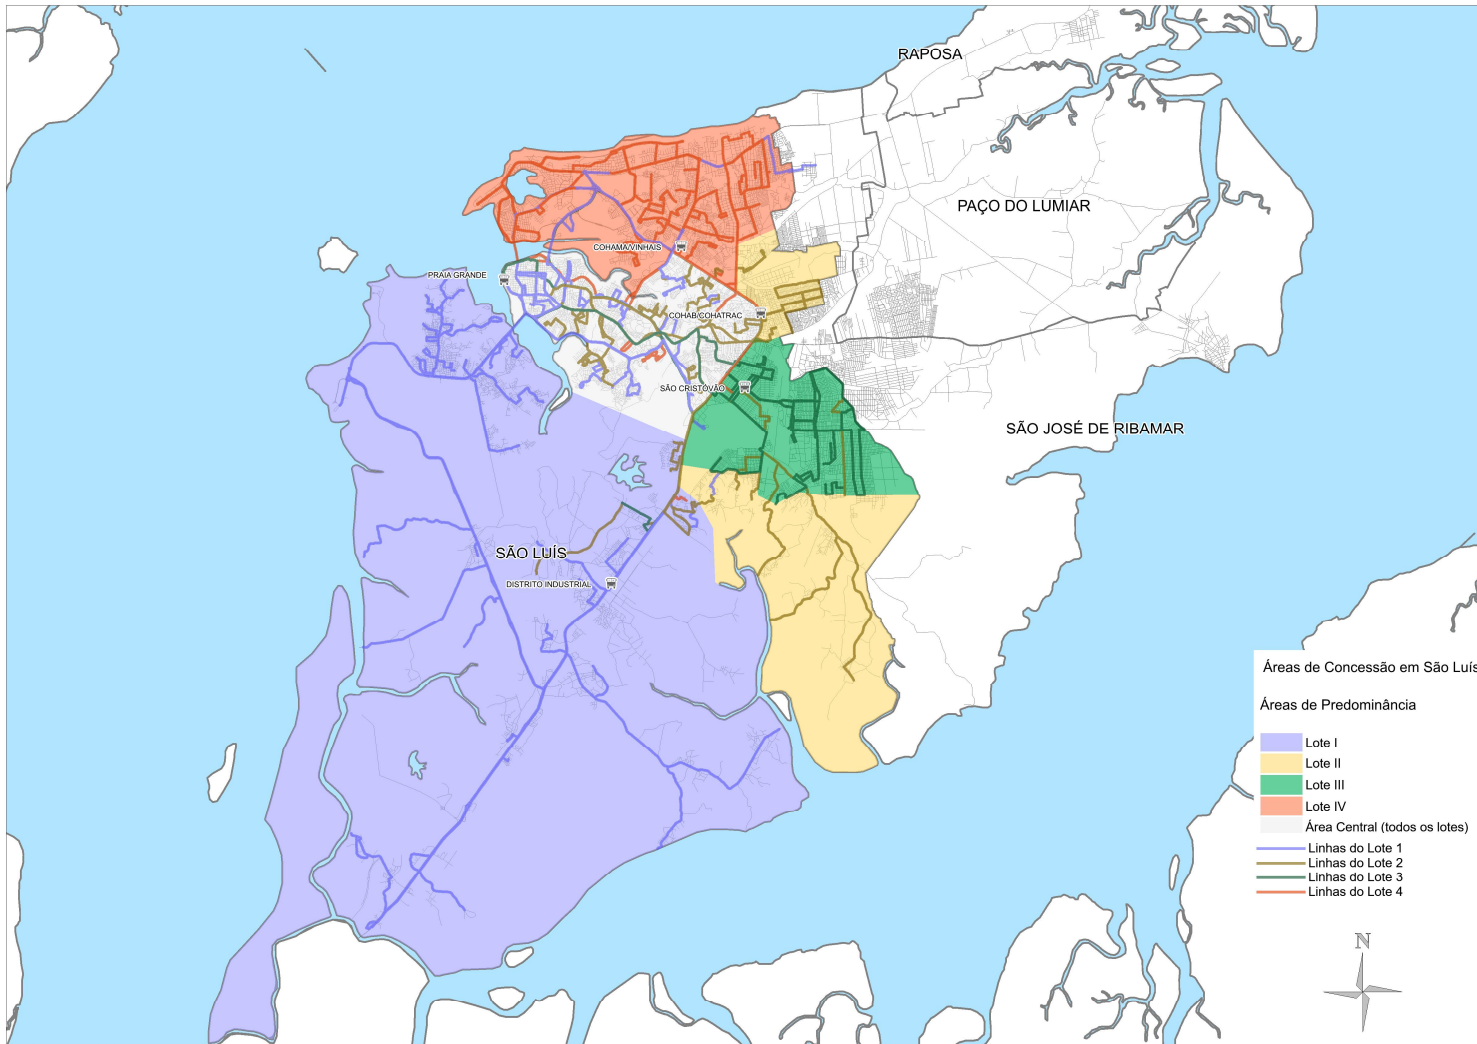 RAPOSA
PAÇO DO LUMIAR
COHAMA/VINHAIS
PRAIA GRANDE
COHAB/COHATRAC
SÃO CRISTÓVÃO
SÃO JOSÉ DE RIBAMAR
SÃO LUÍS
DISTRITO INDUSTRIAL
Áreas de Concessão em São Luís
Áreas de Predominância
Lote I
Lote II
Lote III
Lote IV
Área Central (todos os lotes)
Linhas do Lote 1
Linhas do Lote 2
Linhas do Lote 3
Linhas do Lote 4
N